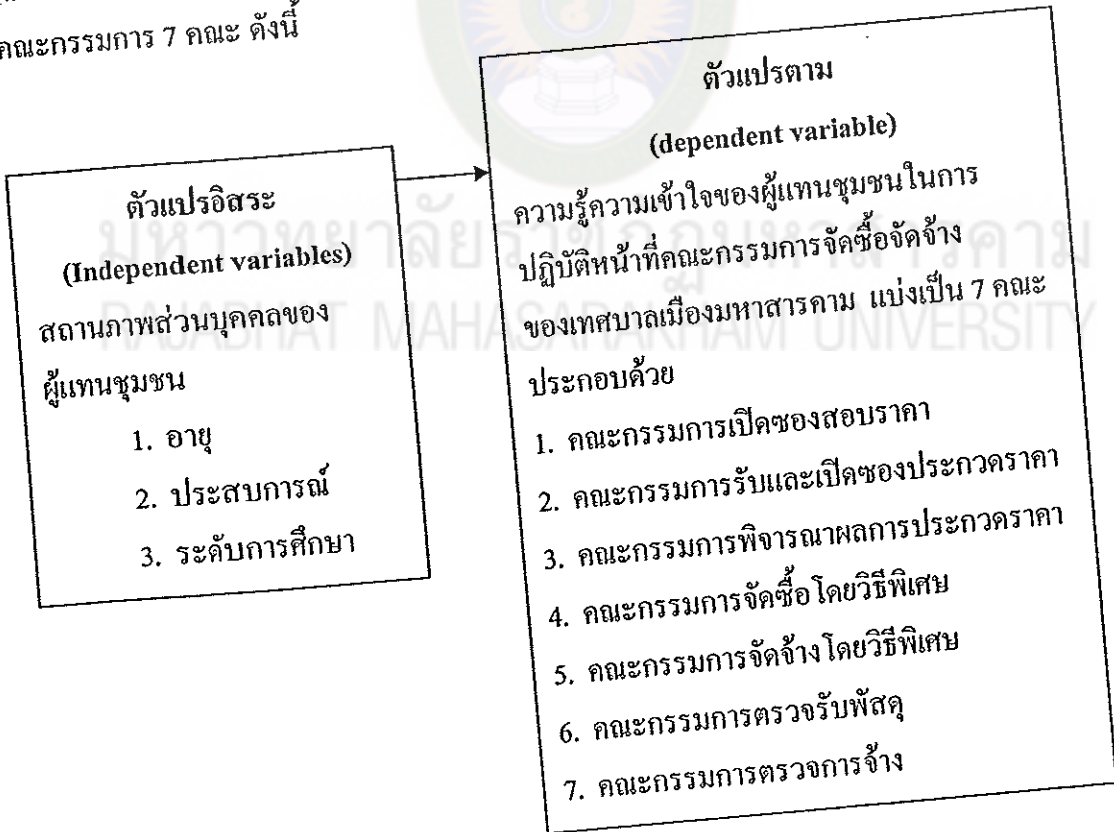 คณะกรรมการ 7 คณะ ดังนี้
ตัวแปรอิสระ
(Independent variables)
สถานภาพส่วนบุคคลของ
ผู้แทนชุมชน
1. อายุ
2. ประสบการณ์
3. ระดับการศึกษา
ตัวแปรตาม
(dependent variable)
ความรู้ความเข้าใจของผู้แทนชุมชนในการ
ปฏิบัติหน้าที่คณะกรรมการจัดซื้อจัดจ้าง
ของเทศบาลเมืองมหาสารคาม แบ่งเป็น 7 คณะ
ประกอบด้วย
1. คณะกรรมการเปิดซองสอบราคา
2. คณะกรรมการรับและเปิดซองประกวดราคา
3. คณะกรรมการพิจารณาผลการประกวดราคา
4. คณะกรรมการจัดซื้อโดยวิธีพิเศษ
5. คณะกรรมการจัดจ้างโดยวิธีพิเศษ
6. คณะกรรมการตรวจรับพัสดุ
7. คณะกรรมการตรวจการจ้าง
มหาวิทยาลัยราชภัฏมหาสารคาม
RAJABHAT MAHASARAKHAM UNIVERSITY